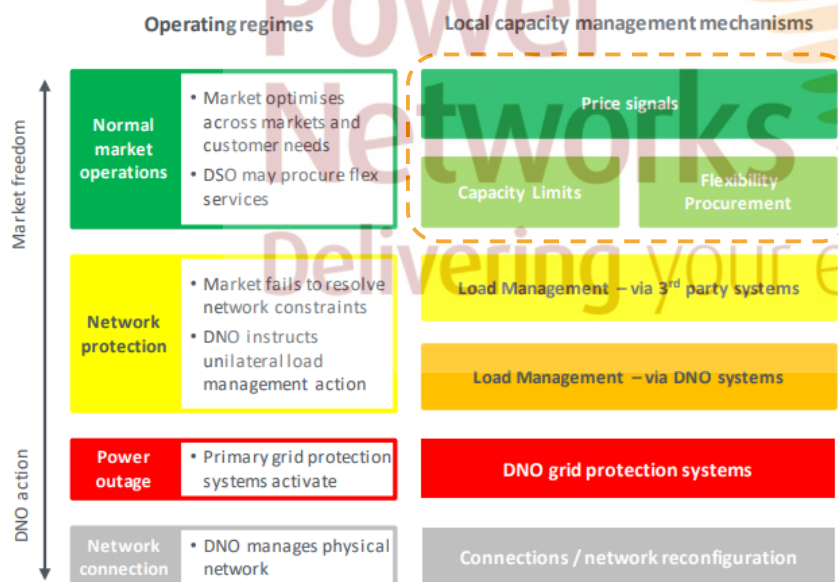 Power
Networks
Delivering your e
Operating regimes
Local capacity management mechanisms
Market freedom
DNO action
Normal
market
operations
• Market optimises
across markets and
customer needs
• DSO may procure flex
services
Price signals
Capacity Limits
Flexibility
Procurement
Network
protection
• Market fails to resolve
network constraints
• DNO instructs
unilateral load
management action
Load Management – via 3rd party systems
Load Management – via DNO systems
Power
outage
• Primary grid protection
systems activate
DNO grid protection systems
Network
connection
• DNO manages physical
network
Connections / network reconfiguration